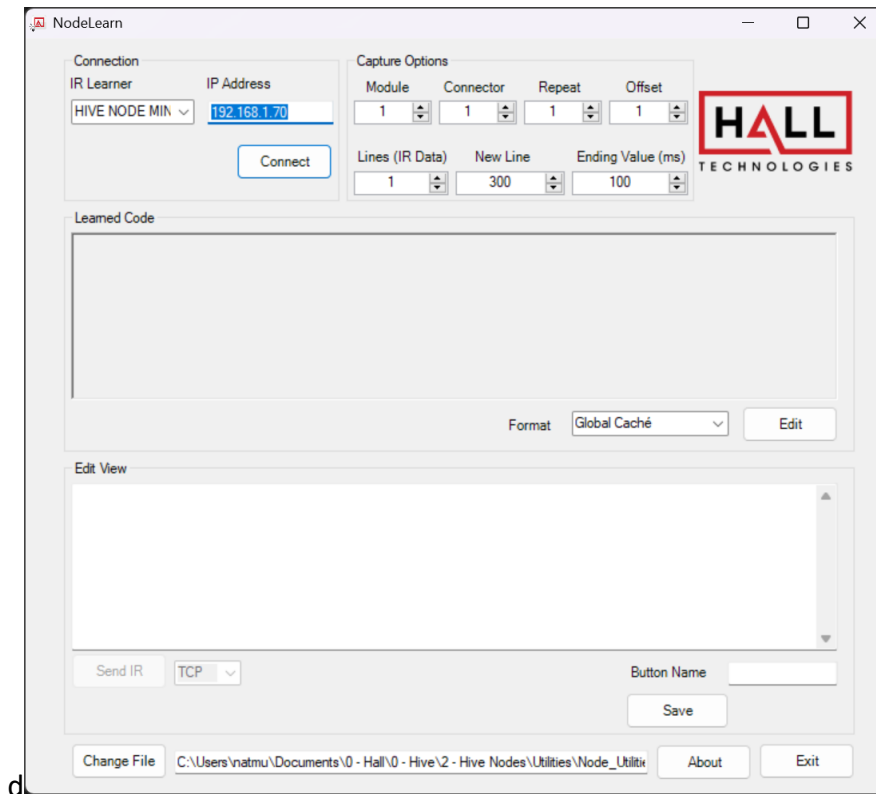 NodeLearn
Connection
IR Learner IP Address
HIVE NODE MIN 192.168.1.70
Connect
Capture Options
Module Connector Repeat Offset
1 1 1 1
Lines (IR Data) New Line Ending Value (ms)
1 300 100
HALL
TECHNOLOGIES
Learned Code
Format Global Caché Edit
Edit View
Send IR TCP Button Name
Save
Change File C:\Users\natmu\Documents\0 - Hall\0 - Hive\2 - Hive Nodes\Utilities\Node_Utilitie About Exit
d